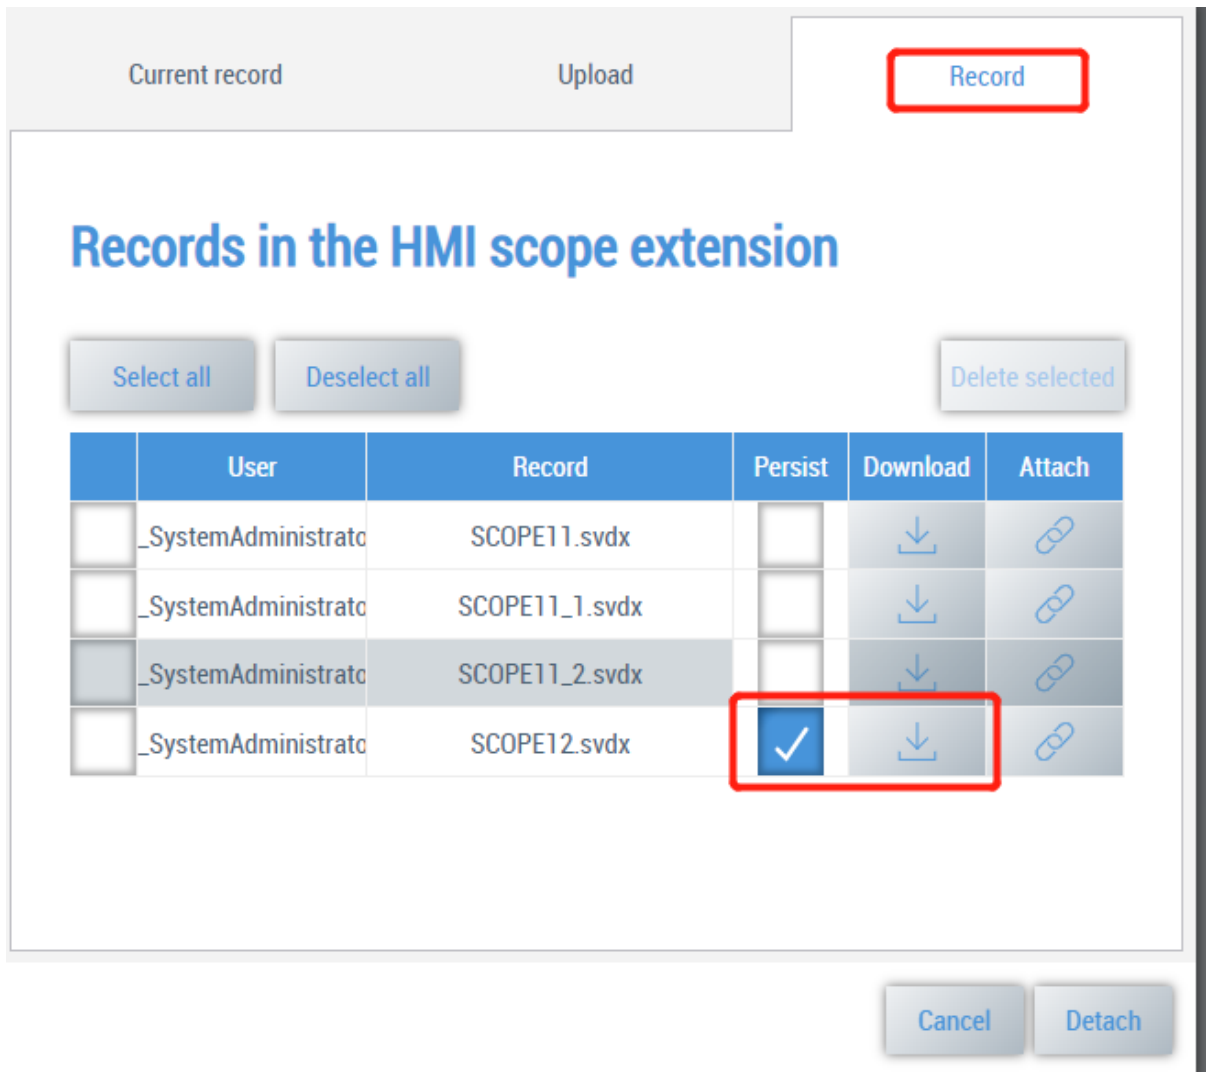 Current record Upload Record
Records in the HMI scope extension
Select all Deselect all Delete selected
User Record Persist Download Attach
_SystemAdministrato SCOPE11.svdx
_SystemAdministrato SCOPE11_1.svdx
_SystemAdministrato SCOPE11_2.svdx
_SystemAdministrato SCOPE12.svdx
Cancel Detach